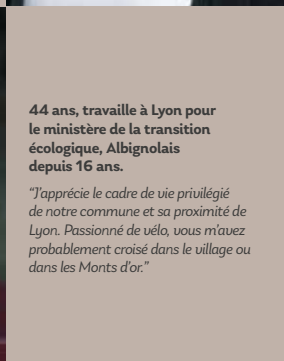 44 ans, travaille à Lyon pour
le ministère de la transition
écologique, Albignolais
depuis 16 ans.
“J’apprécie le cadre de vie privilégié
de notre commune et sa proximité de
Lyon. Passionné de vélo, vous m’avez
probablement croisé dans le village ou
dans les Monts d’or.”